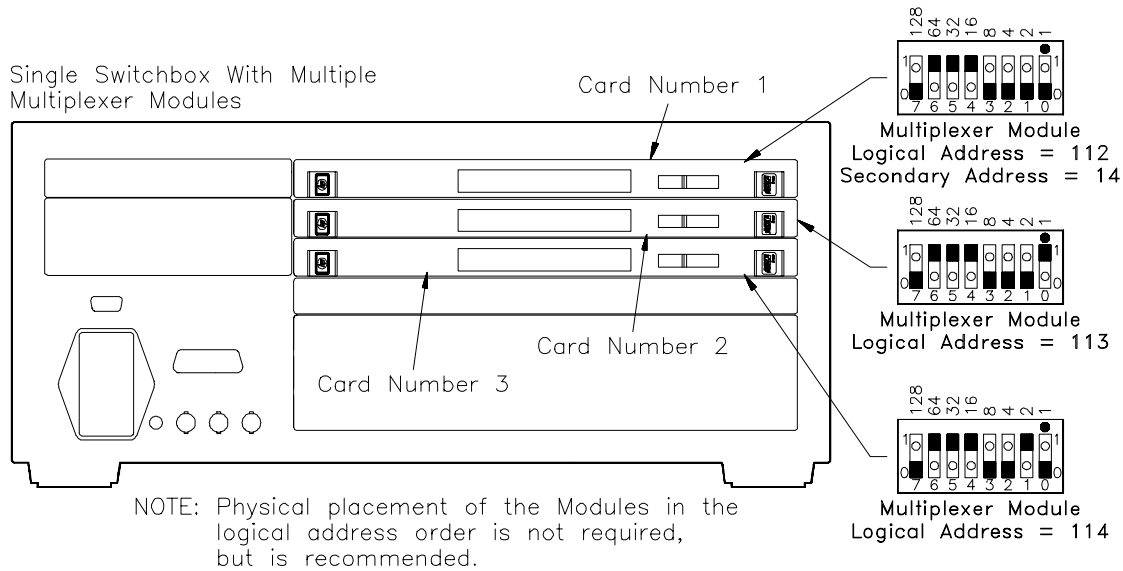 Single Switchbox With Multiple
Multiplexer Modules
Card Number 1
Card Number 2
Card Number 3
128 64 32 16 8 4 2 1
1 1
0 0
7 6 5 4 3 2 1 0
Multiplexer Module
Logical Address = 112
Secondary Address = 14
128 64 32 16 8 4 2 1
1 1
0 0
7 6 5 4 3 2 1 0
Multiplexer Module
Logical Address = 113
128 64 32 16 8 4 2 1
1 1
0 0
7 6 5 4 3 2 1 0
Multiplexer Module
Logical Address = 114
NOTE: Physical placement of the Modules in the
logical address order is not required,
but is recommended.